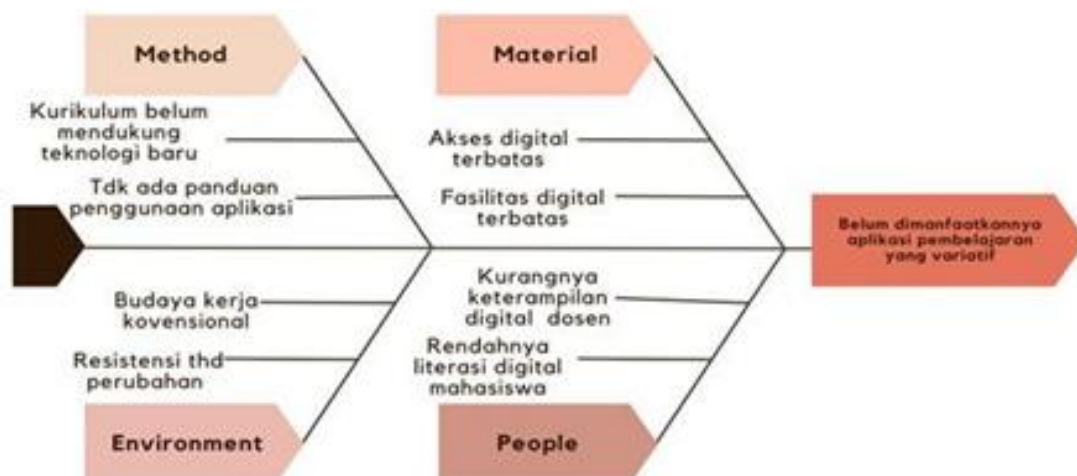 Method
Material
Kurikulum belum
mendukung
teknologi baru
Tdk ada panduan
penggunaan aplikasi
Akses digital
terbatas
Fasilitas digital
terbatas
Belum dimanfaatkannya
aplikasi pembelajaran
yang variatif
Budaya kerja
kovensional
Resistensi thd
perubahan
Kurangnya
keterampilan
digital dosen
Rendahnya
literasi digital
mahasiswa
Environment
People